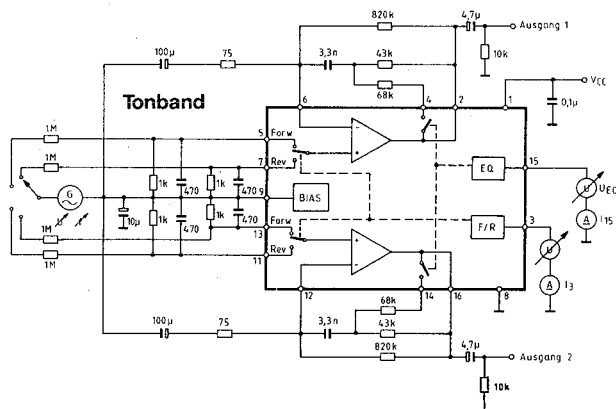 820k
4,7µ
Ausgang 1
100µ
75
3,3n
43k
10k
68k
VCC
Tonband
6
4
2
1
0,1µ
1M
5
Forw
1M
7
Rev
EQ
15
G
U
f
1k
470
1k
470
9
BIAS
U
UEQ
10µ
1k
470
1k
470
Forw
13
F/R
3
A
I15
1M
11
Rev
U
1M
A
I3
12
14
16
8
68k
100µ
75
3,3n
43k
820k
4,7µ
Ausgang 2
10k